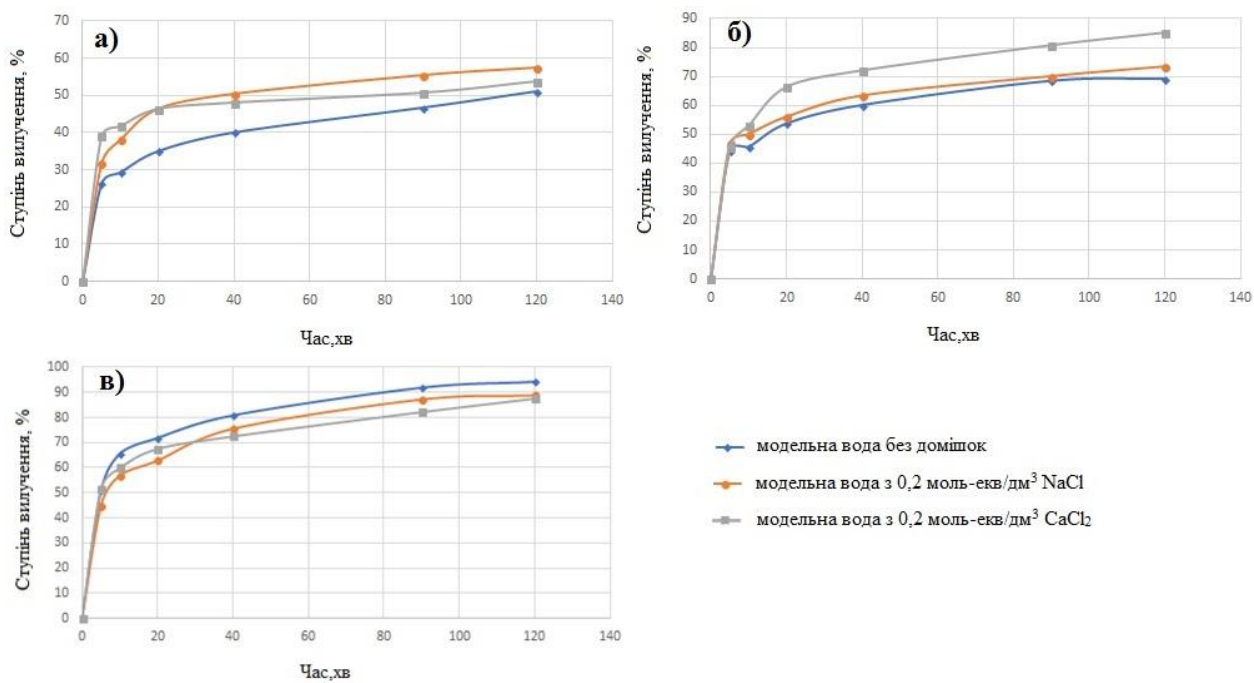 а)
Ступінь вилучення, %
70
60
50
40
30
20
10
0
0 20 40 60 80 100 120 140
Час,хв
б)
Ступінь вилучення, %
90
80
70
60
50
40
30
20
10
0
0 20 40 60 80 100 120 140
Час,хв
в)
Ступінь вилучення, %
100
90
80
70
60
50
40
30
20
10
0
0 20 40 60 80 100 120 140
Час,хв
модельна вода без домішок
модельна вода з 0,2 моль-екв/дм³ NaCl
модельна вода з 0,2 моль-екв/дм³ CaCl₂